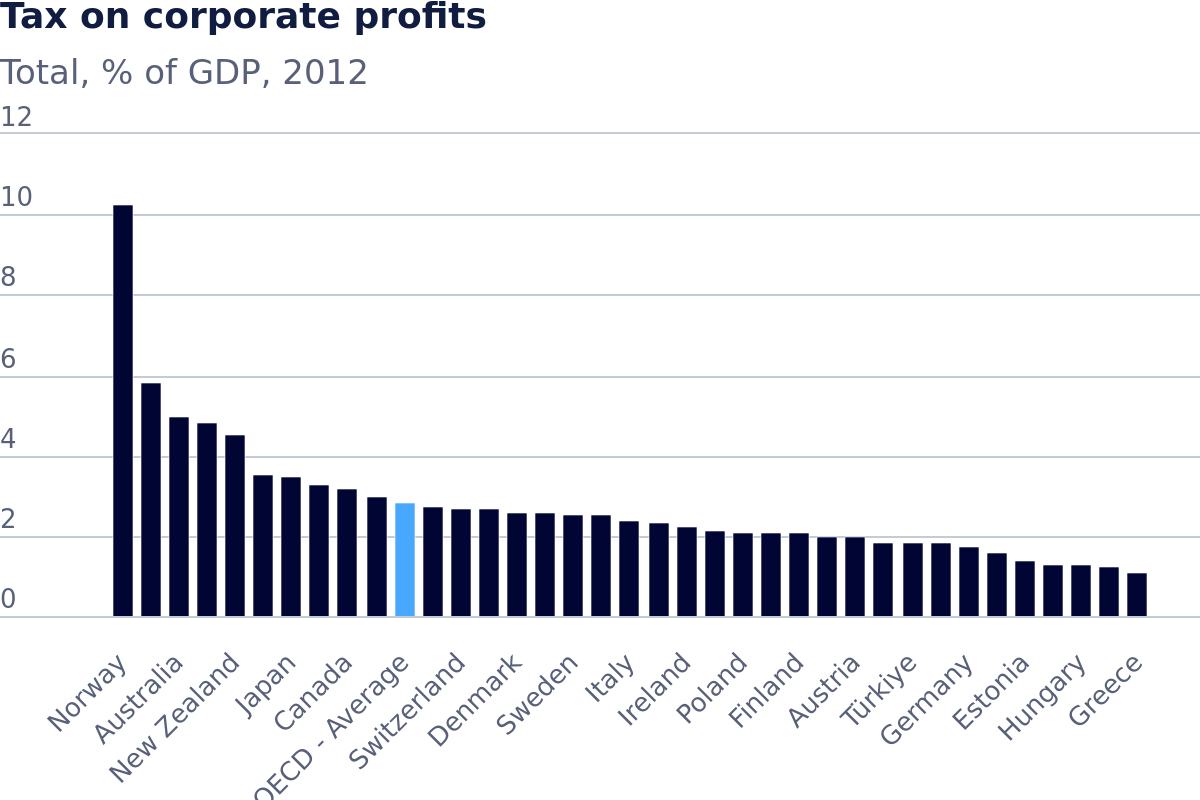 Tax on corporate profits
Total, % of GDP, 2012
12
10
8
6
4
2
0
Norway
Australia
New Zealand
Japan
Canada
OECD - Average
Switzerland
Denmark
Sweden
Italy
Ireland
Poland
Finland
Austria
Türkiye
Germany
Estonia
Hungary
Greece